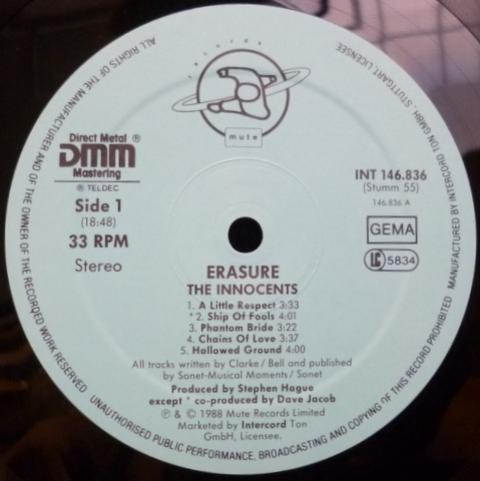 records
mute
Direct Metal ®
DMM
Mastering
® TELDEC
Side 1
(18:48)
33 RPM
Stereo
INT 146.836
(Stumm 55)
146.836 A
GEMA
LC 5834
ERASURE
THE INNOCENTS
1. A Little Respect 3:33
* 2. Ship Of Fools 4:01
3. Phantom Bride 3:22
4. Chains Of Love 3:37
5. Hallowed Ground 4:00
All tracks written by Clarke / Bell and published
by Sonet-Musical Moments / Sonet
Produced by Stephen Hague
except * co-produced by Dave Jacob
℗ & © 1988 Mute Records Limited
Marketed by Intercord Ton
GmbH, Licensee.
ALL RIGHTS OF THE MANUFACTURER AND OF THE OWNER OF THE RECORDED WORK RESERVED UNAUTHORISED PUBLIC PERFORMANCE, BROADCASTING AND COPYING OF THIS RECORD PROHIBITED MANUFACTURED BY INTERCORD TON GMBH., STUTTGART, LICENSEE